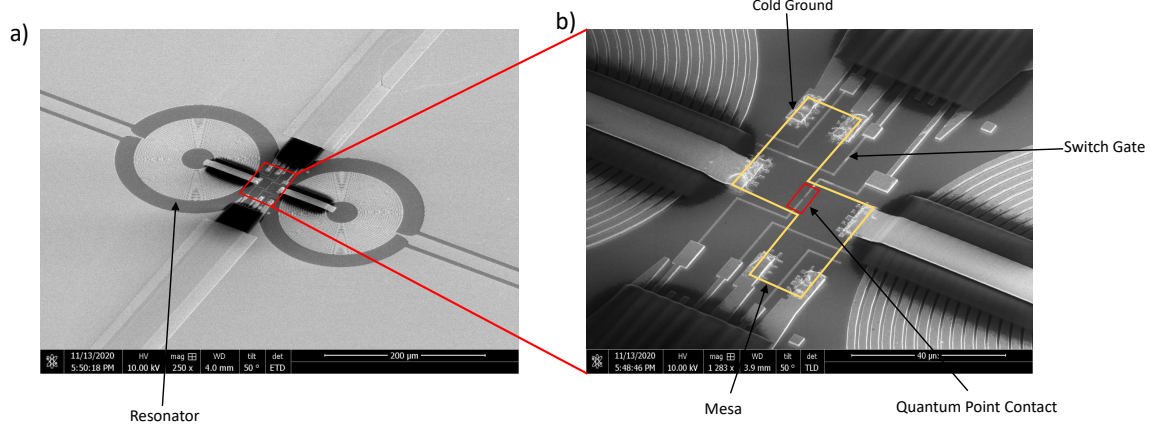 Cold Ground
a)
b)
Switch Gate
11/13/2020 HV mag WD tilt det
5:50:18 PM 10.00 kV 250 x 4.0 mm 50 ° ETD
200 µm
11/13/2020 HV mag WD tilt det
5:48:46 PM 10.00 kV 1 283 x 3.9 mm 50 ° TLD
40 µm
Resonator
Mesa
Quantum Point Contact